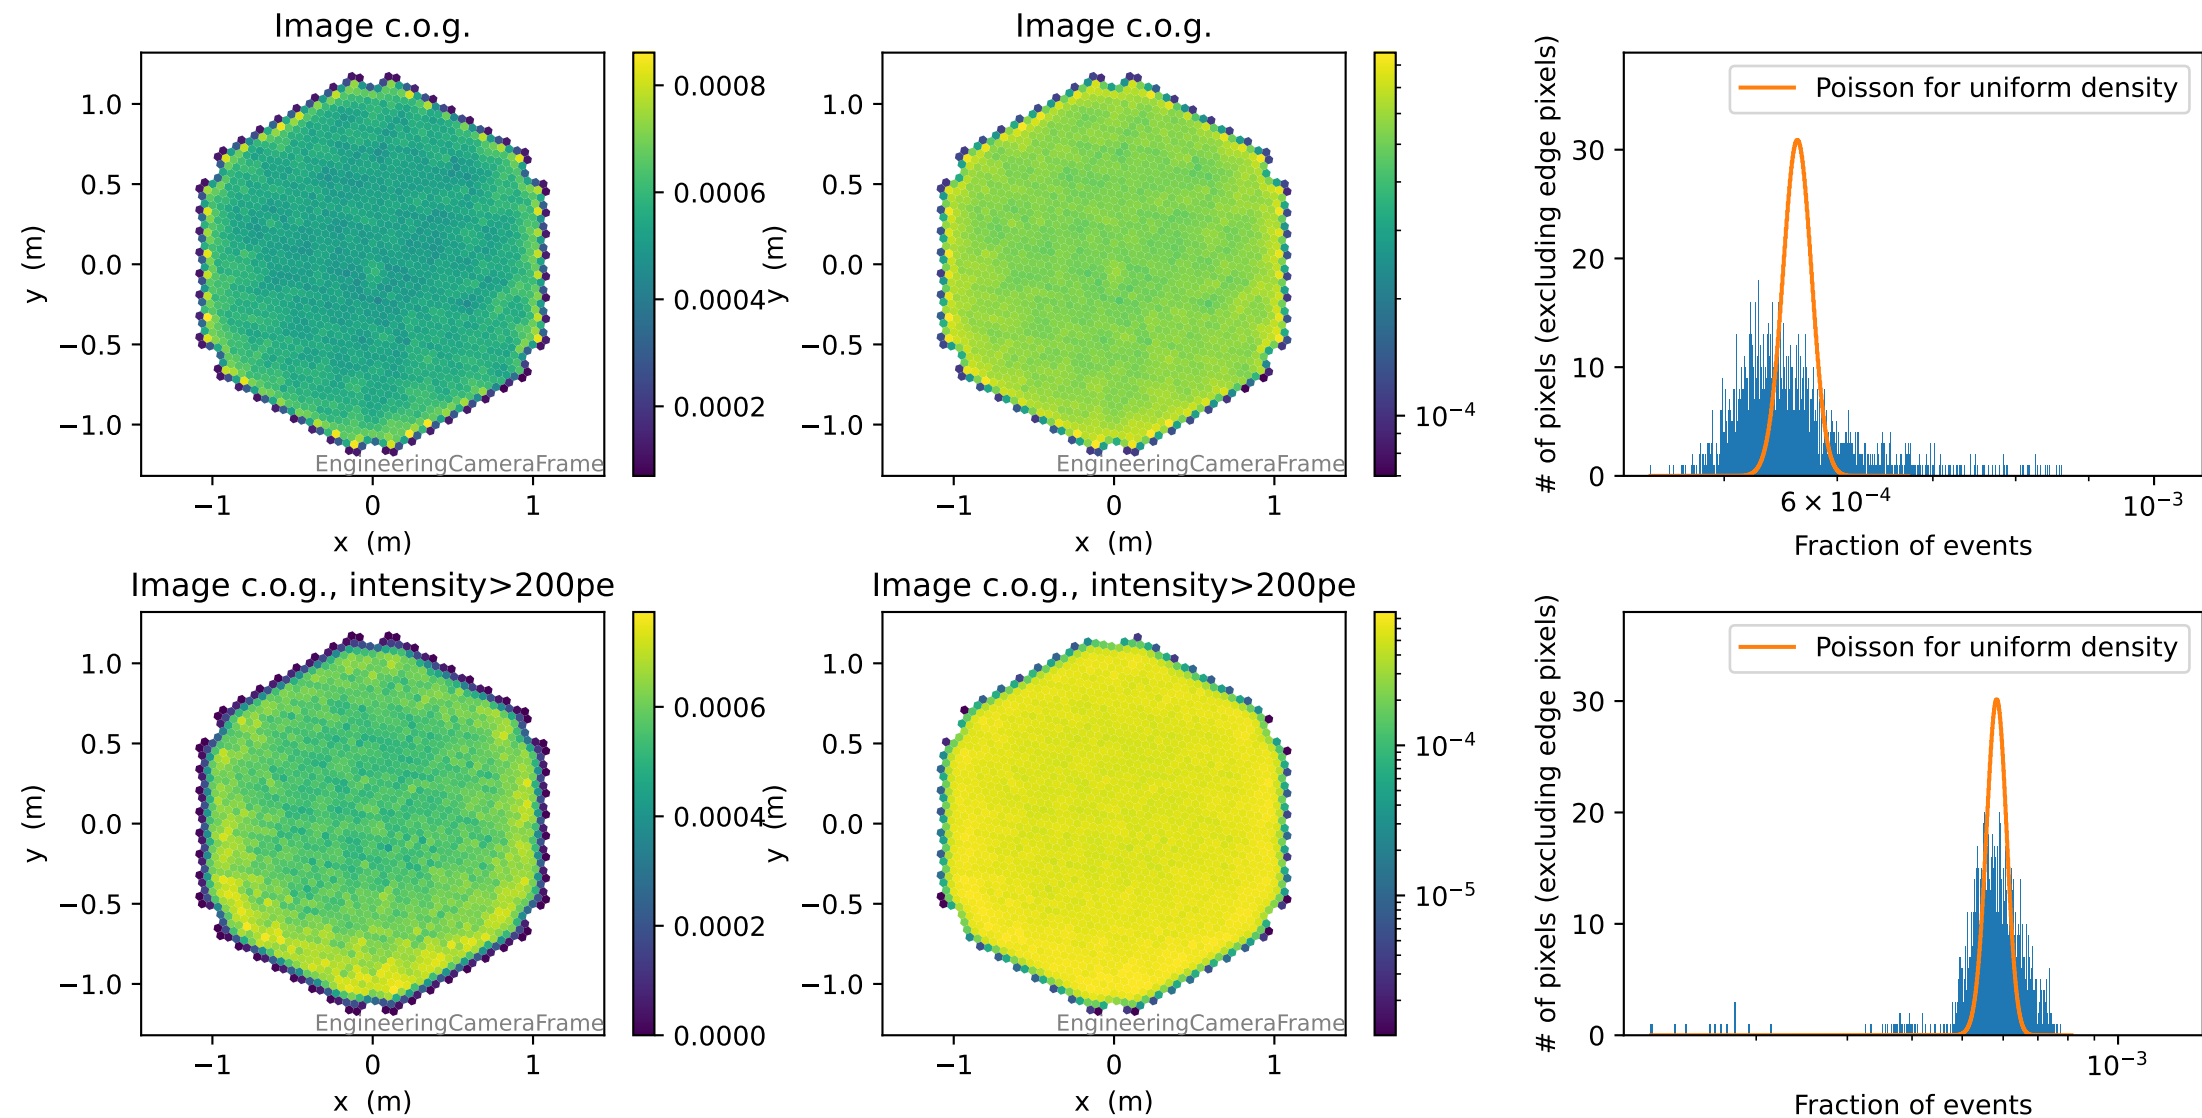 Image c.o.g.
1.0
0.5
0.0
−0.5
−1.0
y (m)
−1
0
1
x (m)
EngineeringCameraFrame
0.0008
0.0006
0.0004
0.0002
Image c.o.g.
1.0
0.5
0.0
−0.5
−1.0
y (m)
−1
0
1
x (m)
EngineeringCameraFrame
10⁻⁴
# of pixels (excluding edge pixels)
30
20
10
0
Poisson for uniform density
6 × 10⁻⁴
10⁻³
Fraction of events
Image c.o.g., intensity>200pe
1.0
0.5
0.0
−0.5
−1.0
y (m)
−1
0
1
x (m)
EngineeringCameraFrame
0.0006
0.0004
0.0002
0.0000
Image c.o.g., intensity>200pe
1.0
0.5
0.0
−0.5
−1.0
y (m)
−1
0
1
x (m)
EngineeringCameraFrame
10⁻⁴
10⁻⁵
# of pixels (excluding edge pixels)
30
20
10
0
Poisson for uniform density
10⁻³
Fraction of events